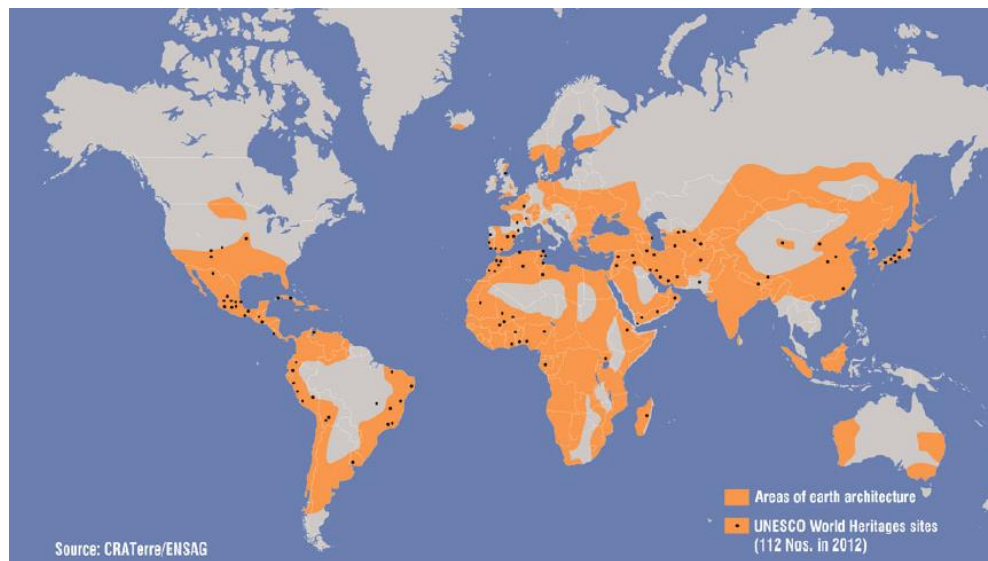 Areas of earth architecture
UNESCO World Heritages sites
(112 Nos. in 2012)
Source: CRATerre/ENSAG